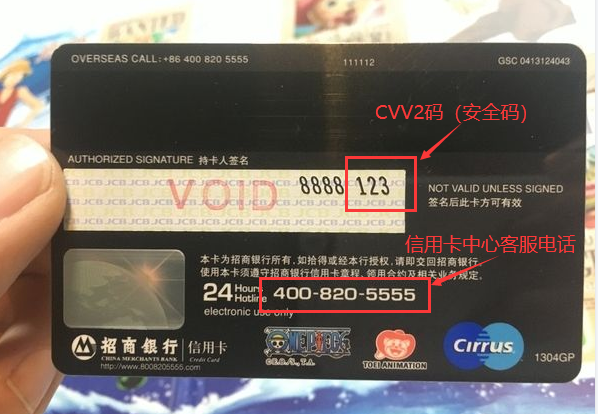 OVERSEAS CALL:+86 400 820 5555 111112 GSC 0413124043
CVV2码（安全码）
AUTHORIZED SIGNATURE 持卡人签名
VOID 8888 123
NOT VALID UNLESS SIGNED
签名后此卡方可有效
信用卡中心客服电话
本卡为招商银行所有,如拾得或经本行授权,请即交回招商银行。
使用本卡须遵守招商银行信用卡章程、领用合约及相关业务规定。
24 Hours Hotline 400-820-5555
electronic use only
招商银行 信用卡
CHINA MERCHANTS BANK Credit Card
http://www.8008205555.com
ONE PIECE
©E.O./S., T.A.
TOEI ANIMATION
Cirrus
1304GP